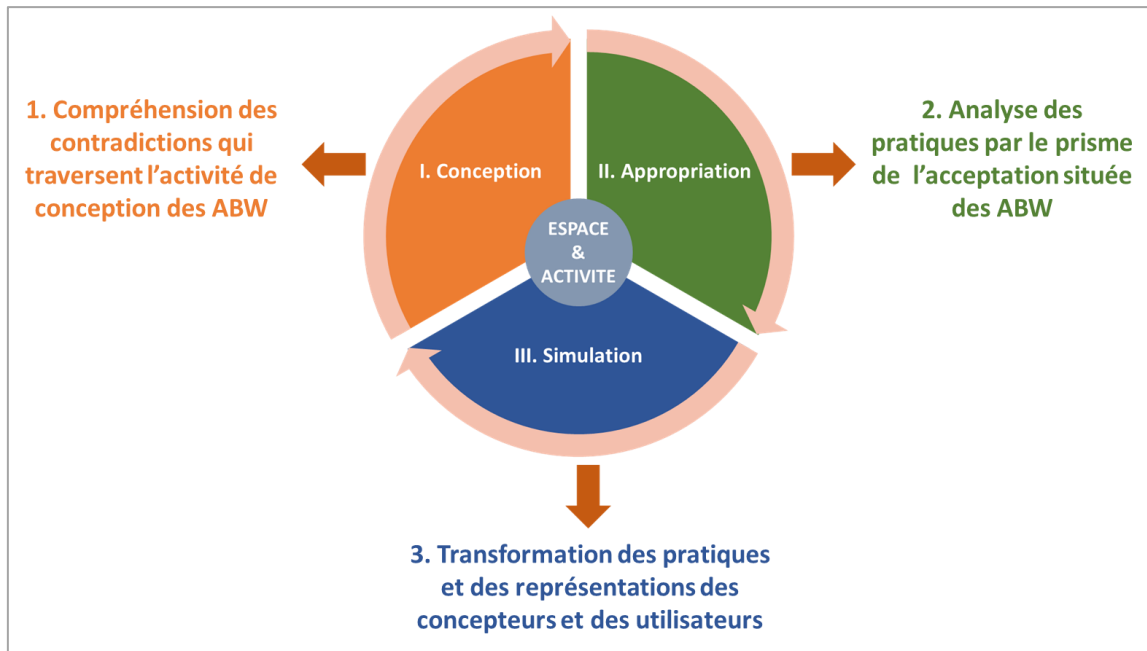 1. Compréhension des
contradictions qui
traversent l’activité de
conception des ABW
I. Conception
II. Appropriation
2. Analyse des
pratiques par le prisme
de l’acceptation située
des ABW
ESPACE
&
ACTIVITE
III. Simulation
3. Transformation des pratiques
et des représentations des
concepteurs et des utilisateurs